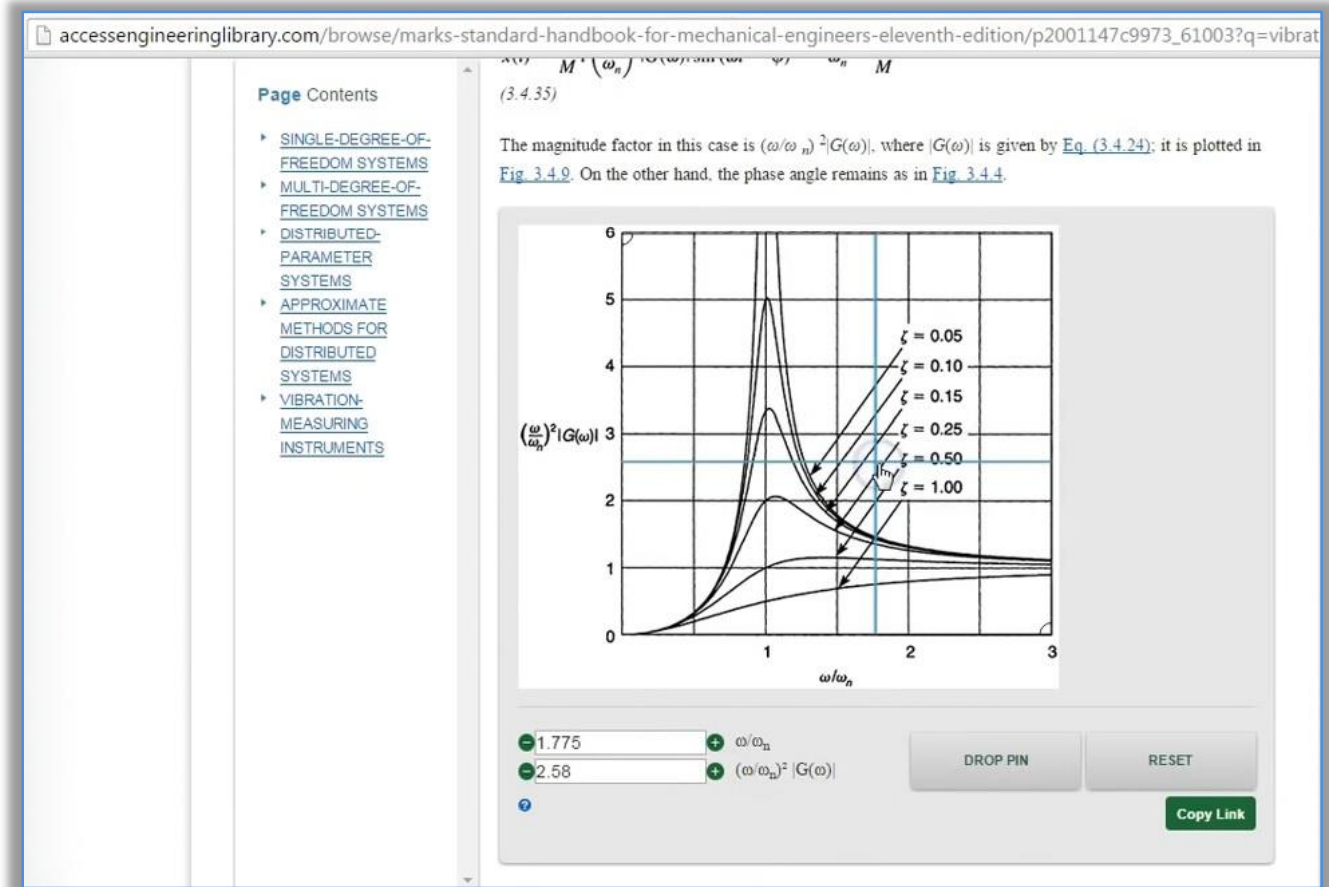 accessengineeringlibrary.com/browse/marks-standard-handbook-for-mechanical-engineers-eleventh-edition/p2001147c9973_61003?q=vibrat
Page Contents
SINGLE-DEGREE-OF-
FREEDOM SYSTEMS
MULTI-DEGREE-OF-
FREEDOM SYSTEMS
DISTRIBUTED-
PARAMETER
SYSTEMS
APPROXIMATE
METHODS FOR
DISTRIBUTED
SYSTEMS
VIBRATION-
MEASURING
INSTRUMENTS
(3.4.35)
The magnitude factor in this case is (ω/ω n) ²|G(ω)|, where |G(ω)| is given by Eq. (3.4.24); it is plotted in
Fig. 3.4.9. On the other hand, the phase angle remains as in Fig. 3.4.4.
6
5
4
(ω/ωn)²|G(ω)| 3
2
1
0
ζ = 0.05
ζ = 0.10
ζ = 0.15
ζ = 0.25
ζ = 0.50
ζ = 1.00
1 2 3
ω/ωn
1.775 ω/ωn
2.58 (ω/ωn)² |G(ω)|
DROP PIN
RESET
Copy Link